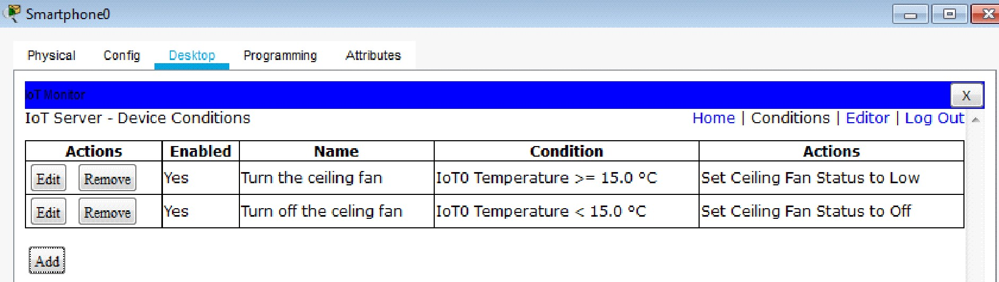 Smartphone0
Physical Config Desktop Programming Attributes
IoT Monitor X
IoT Server - Device Conditions Home | Conditions | Editor | Log Out
Actions Enabled Name Condition Actions
Edit Remove Yes Turn the ceiling fan IoT0 Temperature >= 15.0 °C Set Ceiling Fan Status to Low
Edit Remove Yes Turn off the celing fan IoT0 Temperature < 15.0 °C Set Ceiling Fan Status to Off
Add